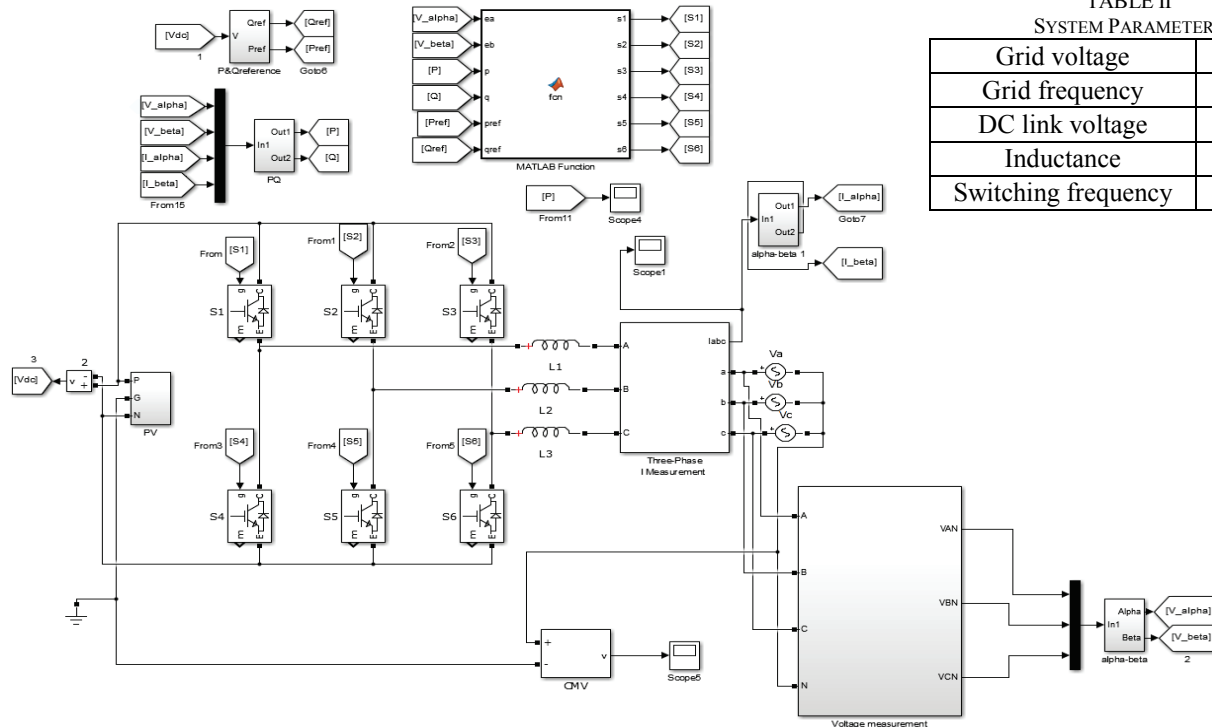 TABLE II
SYSTEM PARAMETER
Grid voltage
Grid frequency
DC link voltage
Inductance
Switching frequency
[Vdc]
1
V
Qref
Pref
P&Qreference
[Qref]
[Pref]
Goto6
[V_alpha]
[V_beta]
[I_alpha]
[I_beta]
From15
In1
Out1
Out2
PQ
[P]
[Q]
[V_alpha]
[V_beta]
[P]
[Q]
[Pref]
[Qref]
ea
eb
p
q
pref
qref
fcn
s1
s2
s3
s4
s5
s6
MATLAB Function
[S1]
[S2]
[S3]
[S4]
[S5]
[S6]
[P]
From11
Scope4
Scope1
In1
Out1
Out2
alpha-beta 1
[I_alpha]
Goto7
[I_beta]
From
[S1]
From1
[S2]
From2
[S3]
g
C
S1
E
E
g
C
S2
E
E
g
C
S3
E
E
L1
L2
L3
A
B
C
Iabc
a
b
c
Three-Phase
I Measurement
Va
Vb
Vc
3
[Vdc]
2
v
-
+
P
G
N
PV
From3
[S4]
From4
[S5]
From5
[S6]
g
C
S4
E
E
g
C
S5
E
E
g
C
S6
E
E
+
-
v
CMV
Scope5
A
B
C
N
VAN
VBN
VCN
Voltage measurement
In1
Alpha
Beta
alpha-beta
[V_alpha]
[V_beta]
2